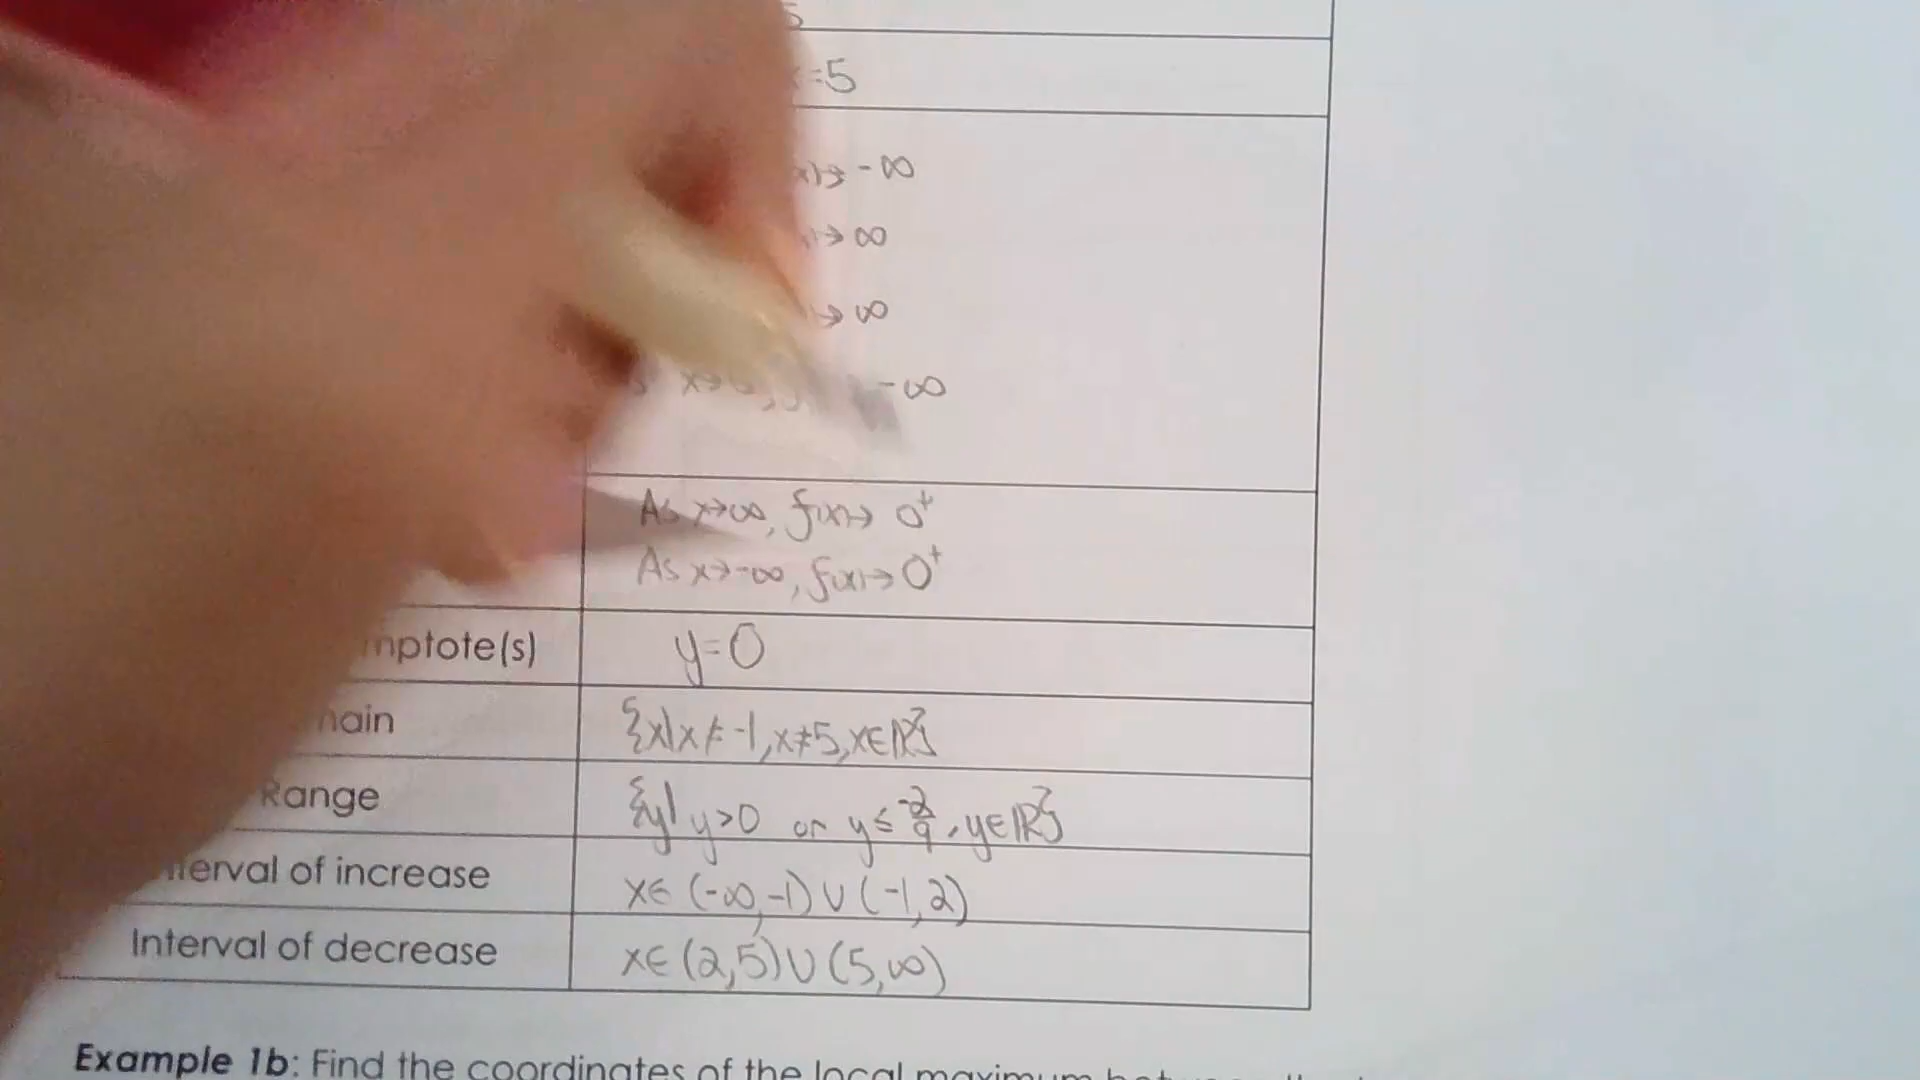 =5
→ -∞
→ ∞
→ ∞
-∞
As x→∞, f(x)→ 0⁺
As x→-∞, f(x)→ 0⁺
mptote(s) y=0
main {x|x≠-1, x≠5, x∈ℝ}
Range {y| y>0 or y≤ -2/9, y∈ℝ}
terval of increase x∈ (-∞,-1) ∪ (-1,2)
Interval of decrease x∈ (2,5) ∪ (5,∞)
Example 1b: Find the coordinates of the local maximum